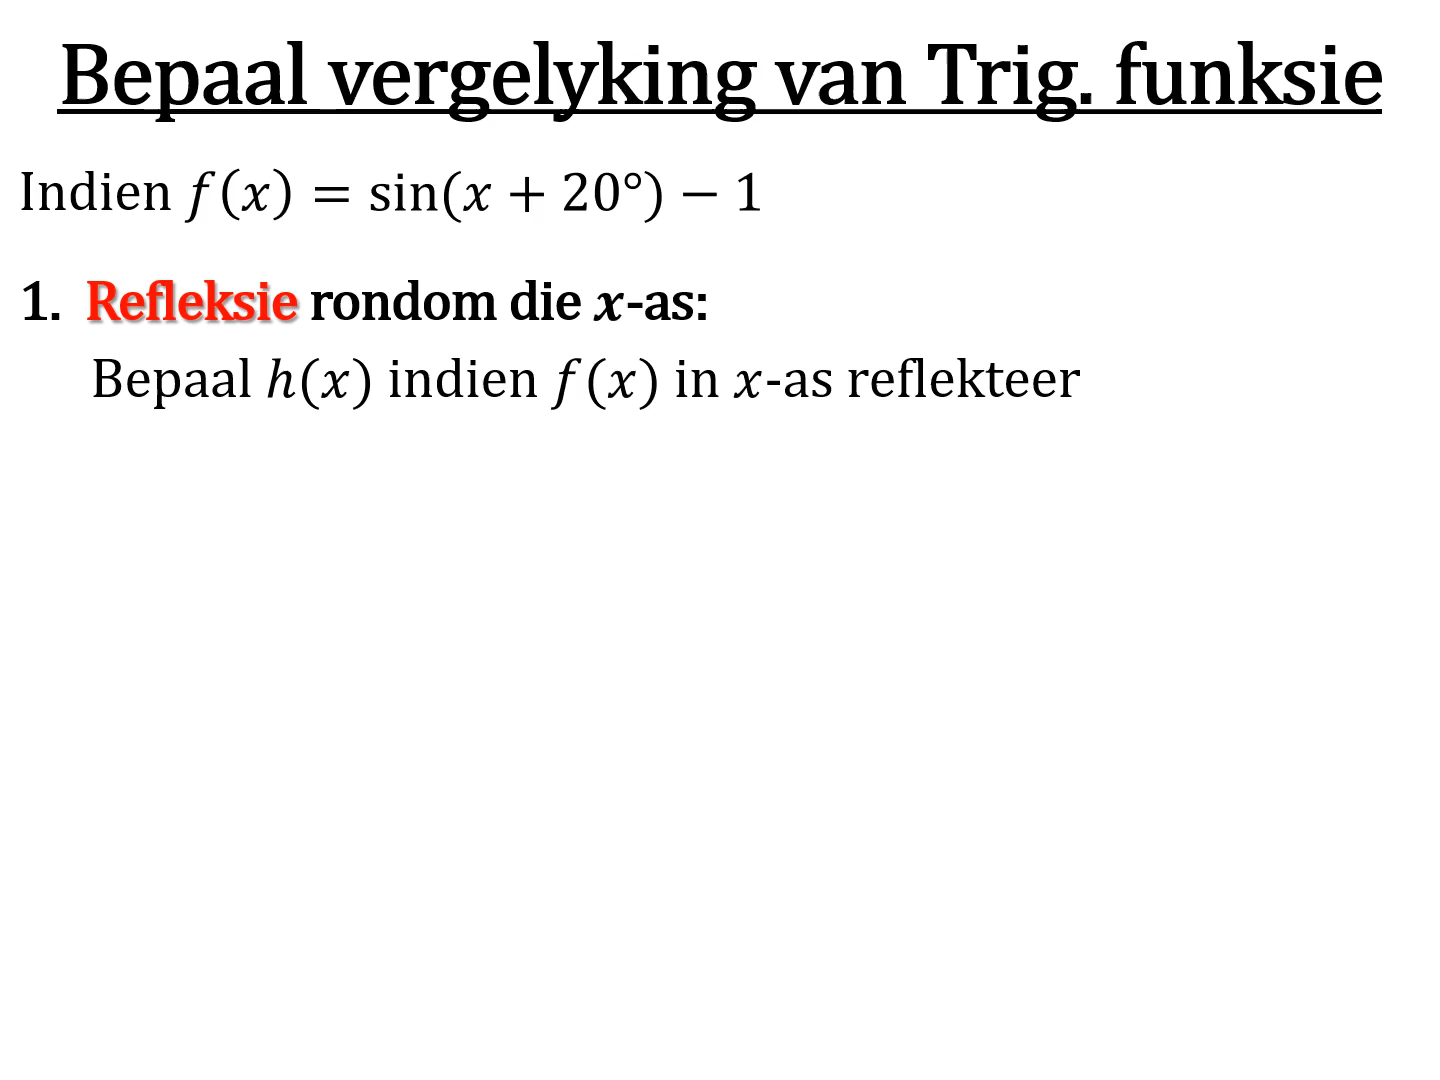 Bepaal vergelyking van Trig. funksie
Indien f(x) = sin(x + 20°) − 1
1. Refleksie rondom die x-as:
Bepaal h(x) indien f(x) in x-as reflekteer